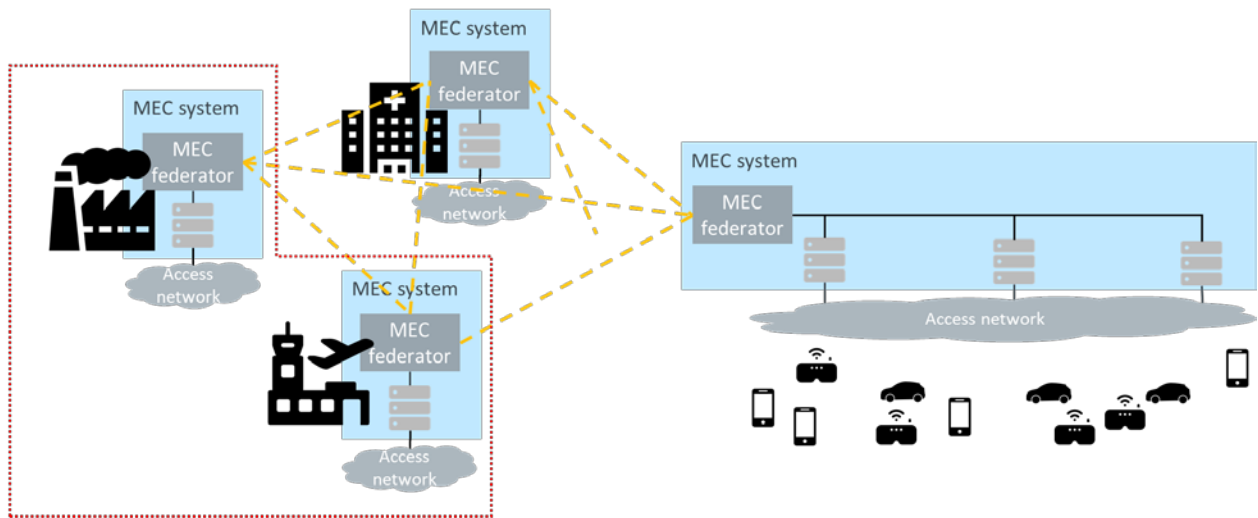 MEC system
MEC
federator
Access
network
MEC system
MEC
federator
Access
network
MEC system
MEC
federator
Access
network
MEC system
MEC
federator
Access network